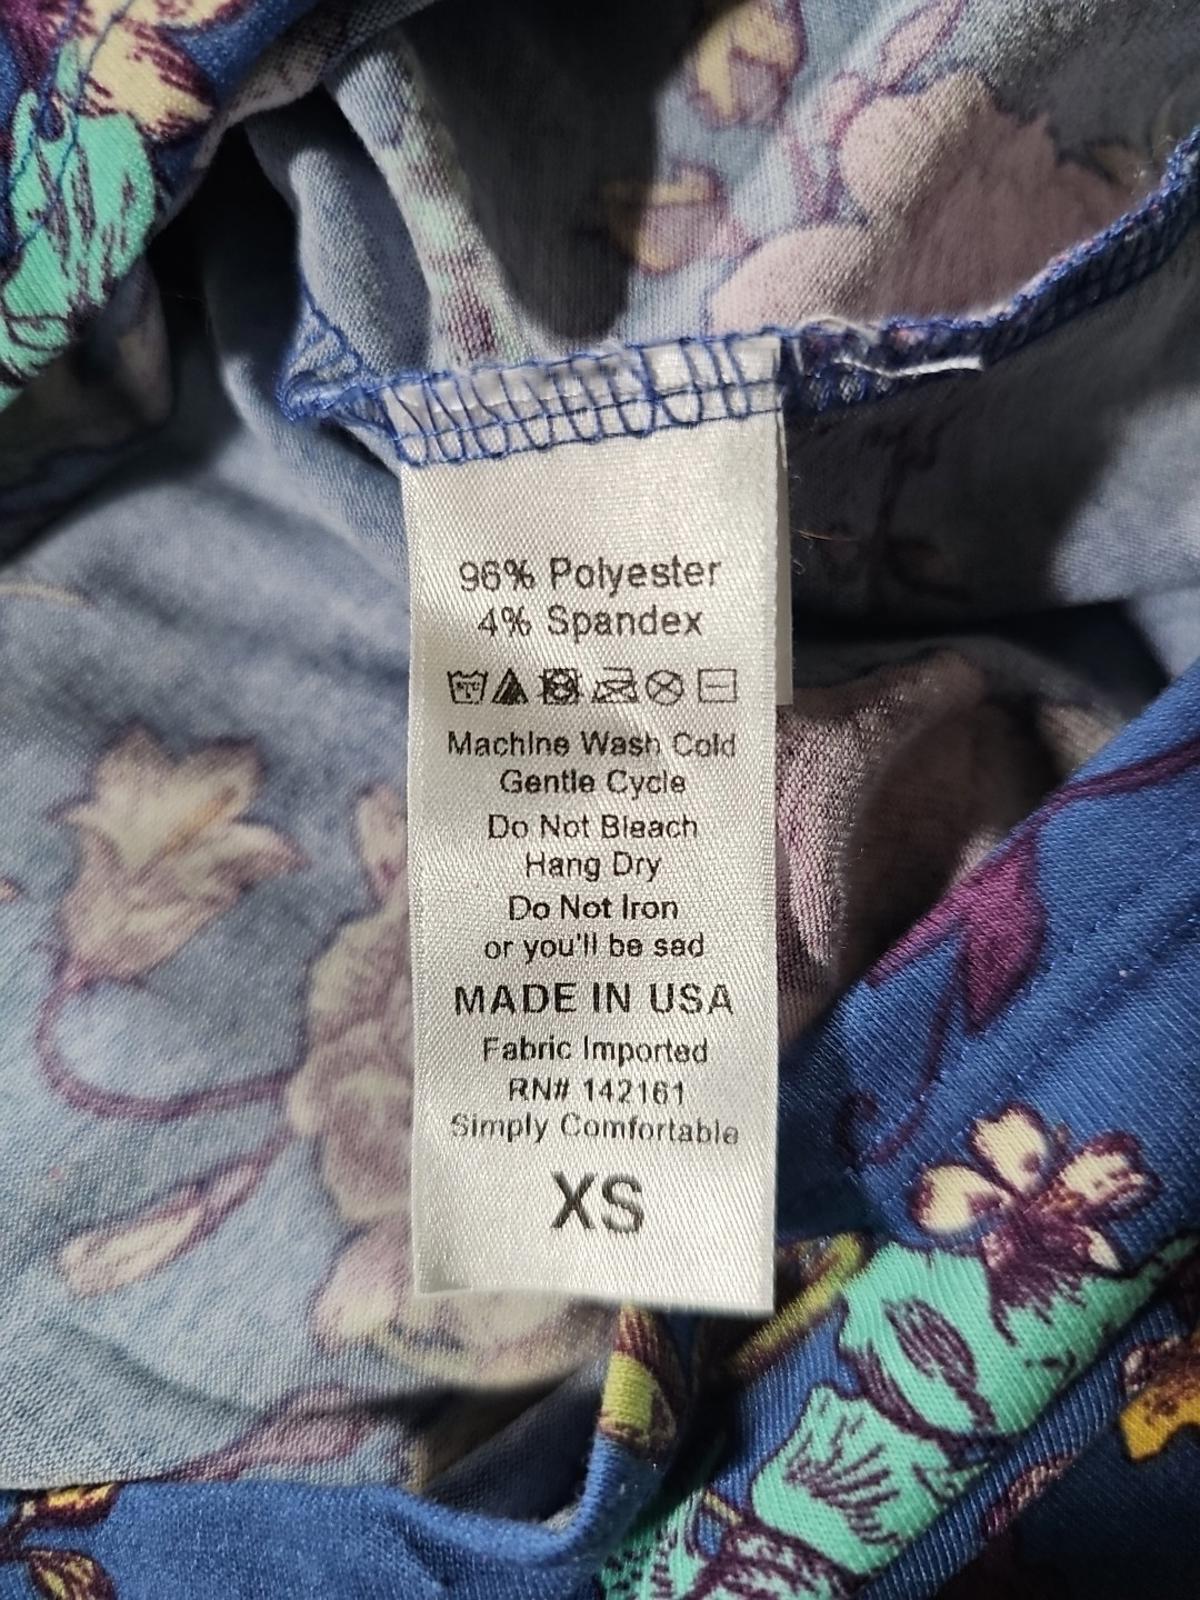 96% Polyester
4% Spandex
Machine Wash Cold
Gentle Cycle
Do Not Bleach
Hang Dry
Do Not Iron
or you'll be sad
MADE IN USA
Fabric Imported
RN# 142161
Simply Comfortable
XS